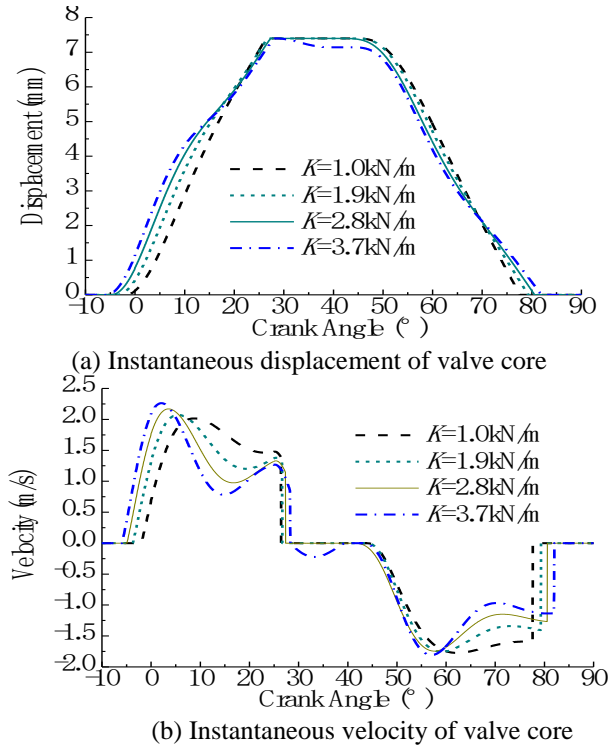 8
7
6
5
4
3
2
1
0
Displacement (mm)
K=1.0kN/m
K=1.9kN/m
K=2.8kN/m
K=3.7kN/m
−10 0 10 20 30 40 50 60 70 80 90
Crank Angle (°)
(a) Instantaneous displacement of valve core
2.5
2.0
1.5
1.0
0.5
0.0
−0.5
−1.0
−1.5
−2.0
Velocity (m/s)
K=1.0kN/m
K=1.9kN/m
K=2.8kN/m
K=3.7kN/m
−10 0 10 20 30 40 50 60 70 80 90
Crank Angle (°)
(b) Instantaneous velocity of valve core